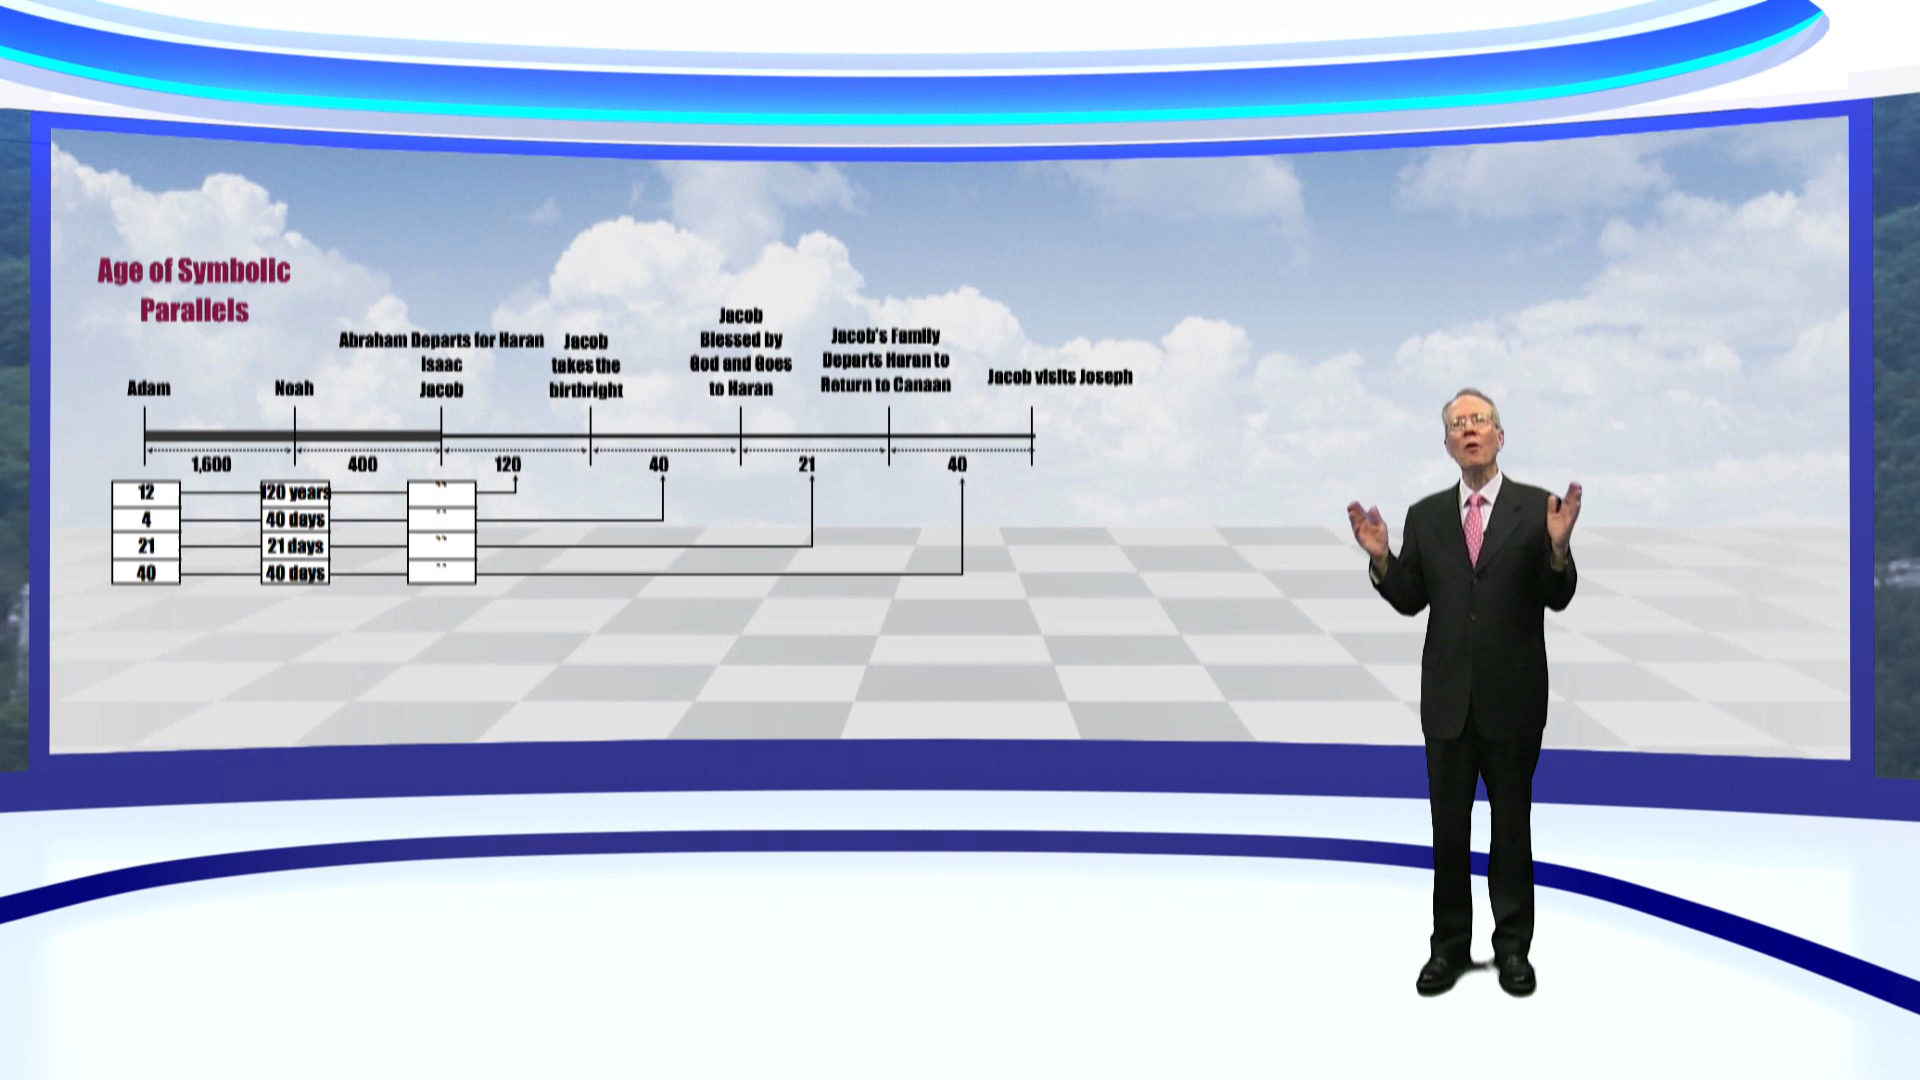 Age of Symbolic
Parallels
Adam
Noah
Abraham Departs for Haran
Isaac
Jacob
Jacob
takes the
birthright
Jacob
Blessed by
God and Goes
to Haran
Jacob's Family
Departs Haran to
Return to Canaan
Jacob visits Joseph
1,600
400
120
40
21
40
12
120 years
"
4
40 days
"
21
21 days
"
40
40 days
"